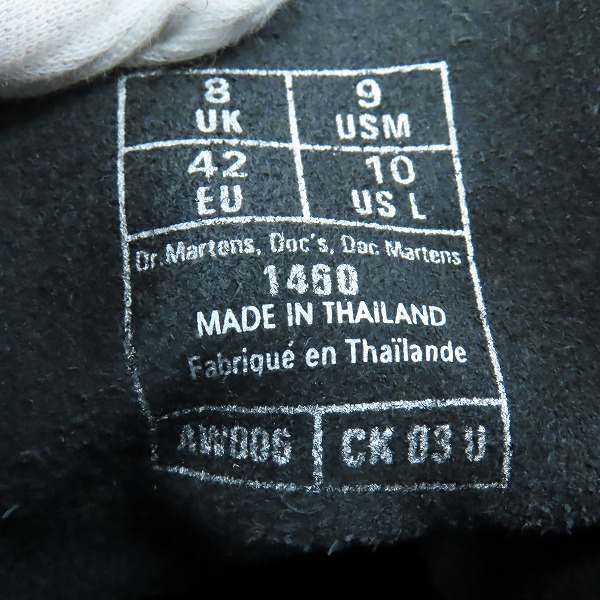 8 9
UK USM
42 10
EU US L
Dr.Martens, Doc's, Doc Martens
1460
MADE IN THAILAND
Fabriqué en Thaïlande
AW006 CK 03 U